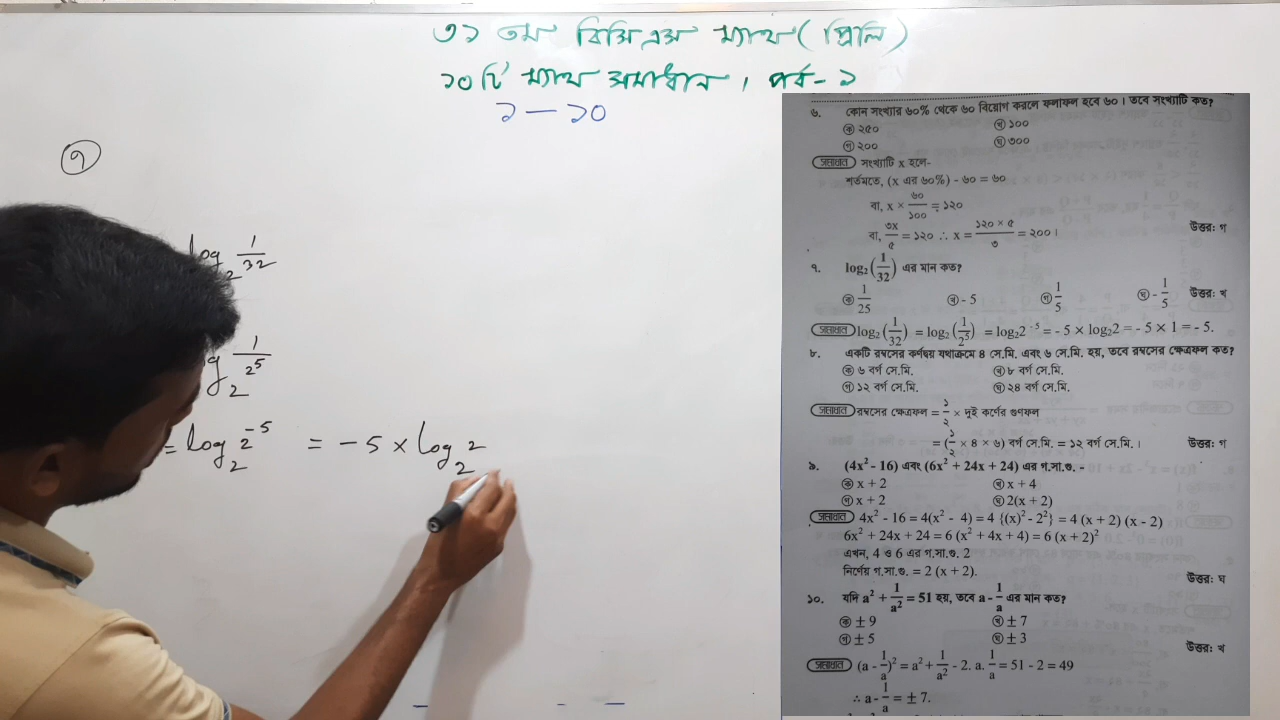 ৩১ তম বিসিএস ম্যাথ (প্রিলি)
১০টি ম্যাথ সমাধান। পর্ব- ১
১ — ১০
৭
log₂ 1/32
log₂ 1/2⁵
= log₂ 2⁻⁵ = -5 × log₂ 2
৬. কোন সংখ্যার ৬০% থেকে ৬০ বিয়োগ করলে ফলাফল হবে ৬০। তবে সংখ্যাটি কত?
ক ২৫০ খ ১০০
গ ২০০ ঘ ৩০০
সমাধান সংখ্যাটি x হলে-
শর্তমতে, (x এর ৬০%) - ৬০ = ৬০
বা, x × ৬০/১০০ = ১২০
বা, ৩x/৫ = ১২০ ∴ x = ১২০ × ৫/৩ = ২০০। উত্তরঃ গ
৭. log₂(1/32) এর মান কত?
ক 1/25 খ - 5 গ 1/5 ঘ - 1/5 উত্তরঃ খ
সমাধান log₂(1/32) = log₂(1/2⁵) = log₂2⁻⁵ = - 5 × log₂2 = - 5 × 1 = - 5.
৮. একটি রম্বসের কর্ণদ্বয় যথাক্রমে ৪ সে.মি. এবং ৬ সে.মি. হয়, তবে রম্বসের ক্ষেত্রফল কত?
ক ৬ বর্গ সে.মি. খ ৮ বর্গ সে.মি.
গ ১২ বর্গ সে.মি. ঘ ২৪ বর্গ সে.মি.
সমাধান রম্বসের ক্ষেত্রফল = ১/২ × দুই কর্ণের গুণফল
= (১/২ × ৪ × ৬) বর্গ সে.মি. = ১২ বর্গ সে.মি.। উত্তরঃ গ
৯. (4x² - 16) এবং (6x² + 24x + 24) এর গ.সা.গু. -
ক x + 2 খ x + 4
গ x + 2 ঘ 2(x + 2)
সমাধান 4x² - 16 = 4(x² - 4) = 4 {(x)² - 2²} = 4 (x + 2) (x - 2)
6x² + 24x + 24 = 6 (x² + 4x + 4) = 6 (x + 2)²
এখন, 4 ও 6 এর গ.সা.গু. 2
নির্ণেয় গ.সা.গু. = 2 (x + 2). উত্তরঃ ঘ
১০. যদি a² + 1/a² = 51 হয়, তবে a - 1/a এর মান কত?
ক ± 9 খ ± 7
গ ± 5 ঘ ± 3
উত্তরঃ খ
সমাধান (a - 1/a)² = a² + 1/a² - 2. a. 1/a = 51 - 2 = 49
∴ a - 1/a = ± 7.